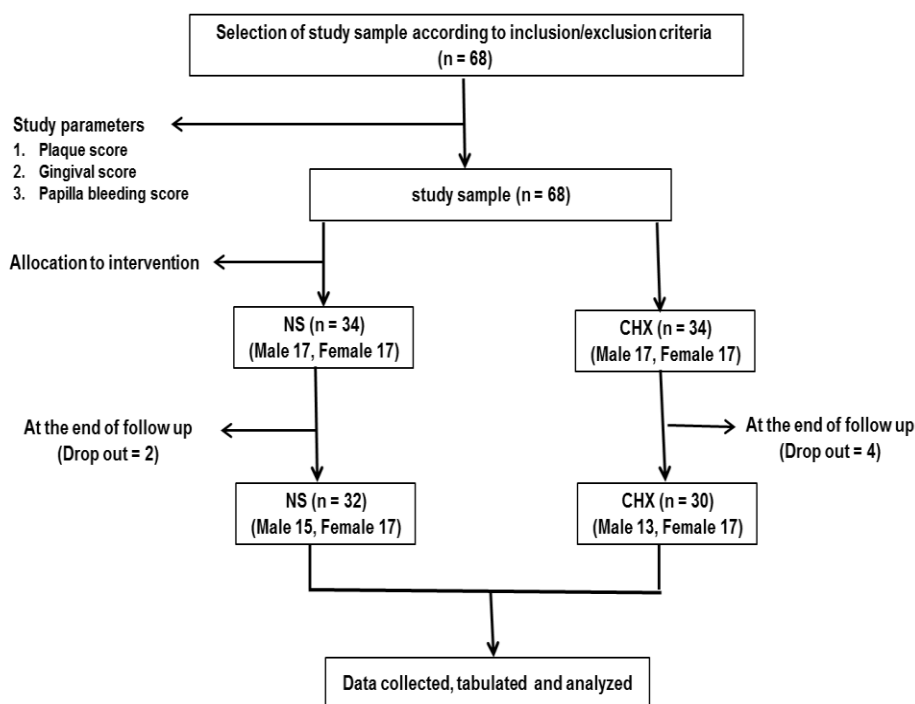 Selection of study sample according to inclusion/exclusion criteria
(n = 68)
Study parameters
1. Plaque score
2. Gingival score
3. Papilla bleeding score
study sample (n = 68)
Allocation to intervention
NS (n = 34)
(Male 17, Female 17)
CHX (n = 34)
(Male 17, Female 17)
At the end of follow up
(Drop out = 2)
At the end of follow up
(Drop out = 4)
NS (n = 32)
(Male 15, Female 17)
CHX (n = 30)
(Male 13, Female 17)
Data collected, tabulated and analyzed